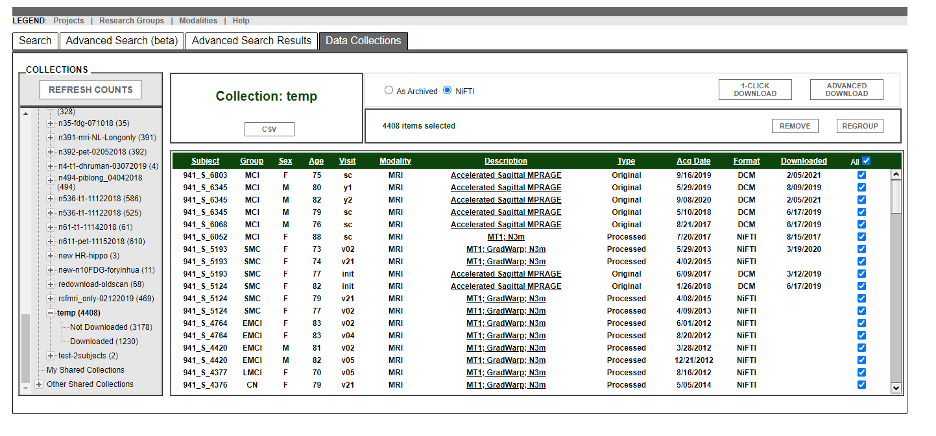 LEGEND: Projects | Research Groups | Modalities | Help
Search Advanced Search (beta) Advanced Search Results Data Collections
COLLECTIONS
REFRESH COUNTS
(328)
n35-fdg-071018 (35)
n391-mri-NL-Longonly (391)
n392-pet-02052018 (392)
n4-t1-dhruman-03072019 (4)
n494-piblong_04042018
(494)
n536-t1-11122018 (586)
n536-t1-11122018 (525)
n61-t1-11142018 (61)
n611-pet-11152018 (610)
new HR-hippo (3)
new-n10FDG-foryinhua (11)
redownload-oldscan (68)
rsfmri_only-02122019 (469)
temp (4408)
Not Downloaded (3178)
Downloaded (1230)
test-2subjects (2)
My Shared Collections
Other Shared Collections
Collection: temp
CSV
As Archived NiFTI
1-CLICK
DOWNLOAD
ADVANCED
DOWNLOAD
4408 items selected
REMOVE REGROUP
Subject Group Sex Age Visit Modality Description Type Acq Date Format Downloaded All
941_S_6803 MCI F 75 sc MRI Accelerated Sagittal MPRAGE Original 9/16/2019 DCM 2/05/2021
941_S_6345 MCI M 80 y1 MRI Accelerated Sagittal MPRAGE Original 5/29/2019 DCM 8/09/2019
941_S_6345 MCI M 82 y2 MRI Accelerated Sagittal MPRAGE Original 9/08/2020 DCM 2/05/2021
941_S_6345 MCI M 79 sc MRI Accelerated Sagittal MPRAGE Original 5/10/2018 DCM 6/17/2019
941_S_6068 MCI M 76 sc MRI Accelerated Sagittal MPRAGE Original 8/21/2017 DCM 6/17/2019
941_S_6052 MCI F 88 sc MRI MT1; N3m Processed 7/20/2017 NiFTI 8/15/2017
941_S_5193 SMC F 73 v02 MRI MT1; GradWarp; N3m Processed 5/29/2013 NiFTI 3/19/2020
941_S_5193 SMC F 74 v21 MRI MT1; GradWarp; N3m Processed 4/02/2015 NiFTI
941_S_5193 SMC F 77 init MRI Accelerated Sagittal MPRAGE Original 6/09/2017 DCM 3/12/2019
941_S_5124 SMC F 82 init MRI Accelerated Sagittal MPRAGE Original 1/26/2018 DCM 6/17/2019
941_S_5124 SMC F 79 v21 MRI MT1; GradWarp; N3m Processed 4/08/2015 NiFTI
941_S_5124 SMC F 77 v02 MRI MT1; GradWarp; N3m Processed 4/09/2013 NiFTI
941_S_4764 EMCI F 83 v02 MRI MT1; GradWarp; N3m Processed 6/01/2012 NiFTI
941_S_4764 EMCI F 83 v04 MRI MT1; GradWarp; N3m Processed 8/20/2012 NiFTI
941_S_4420 EMCI M 81 v02 MRI MT1; GradWarp; N3m Processed 3/28/2012 NiFTI
941_S_4420 EMCI M 82 v05 MRI MT1; GradWarp; N3m Processed 12/21/2012 NiFTI
941_S_4377 LMCI F 70 v05 MRI MT1; GradWarp; N3m Processed 8/16/2012 NiFTI
941_S_4376 CN F 79 v21 MRI MT1; GradWarp; N3m Processed 5/05/2014 NiFTI